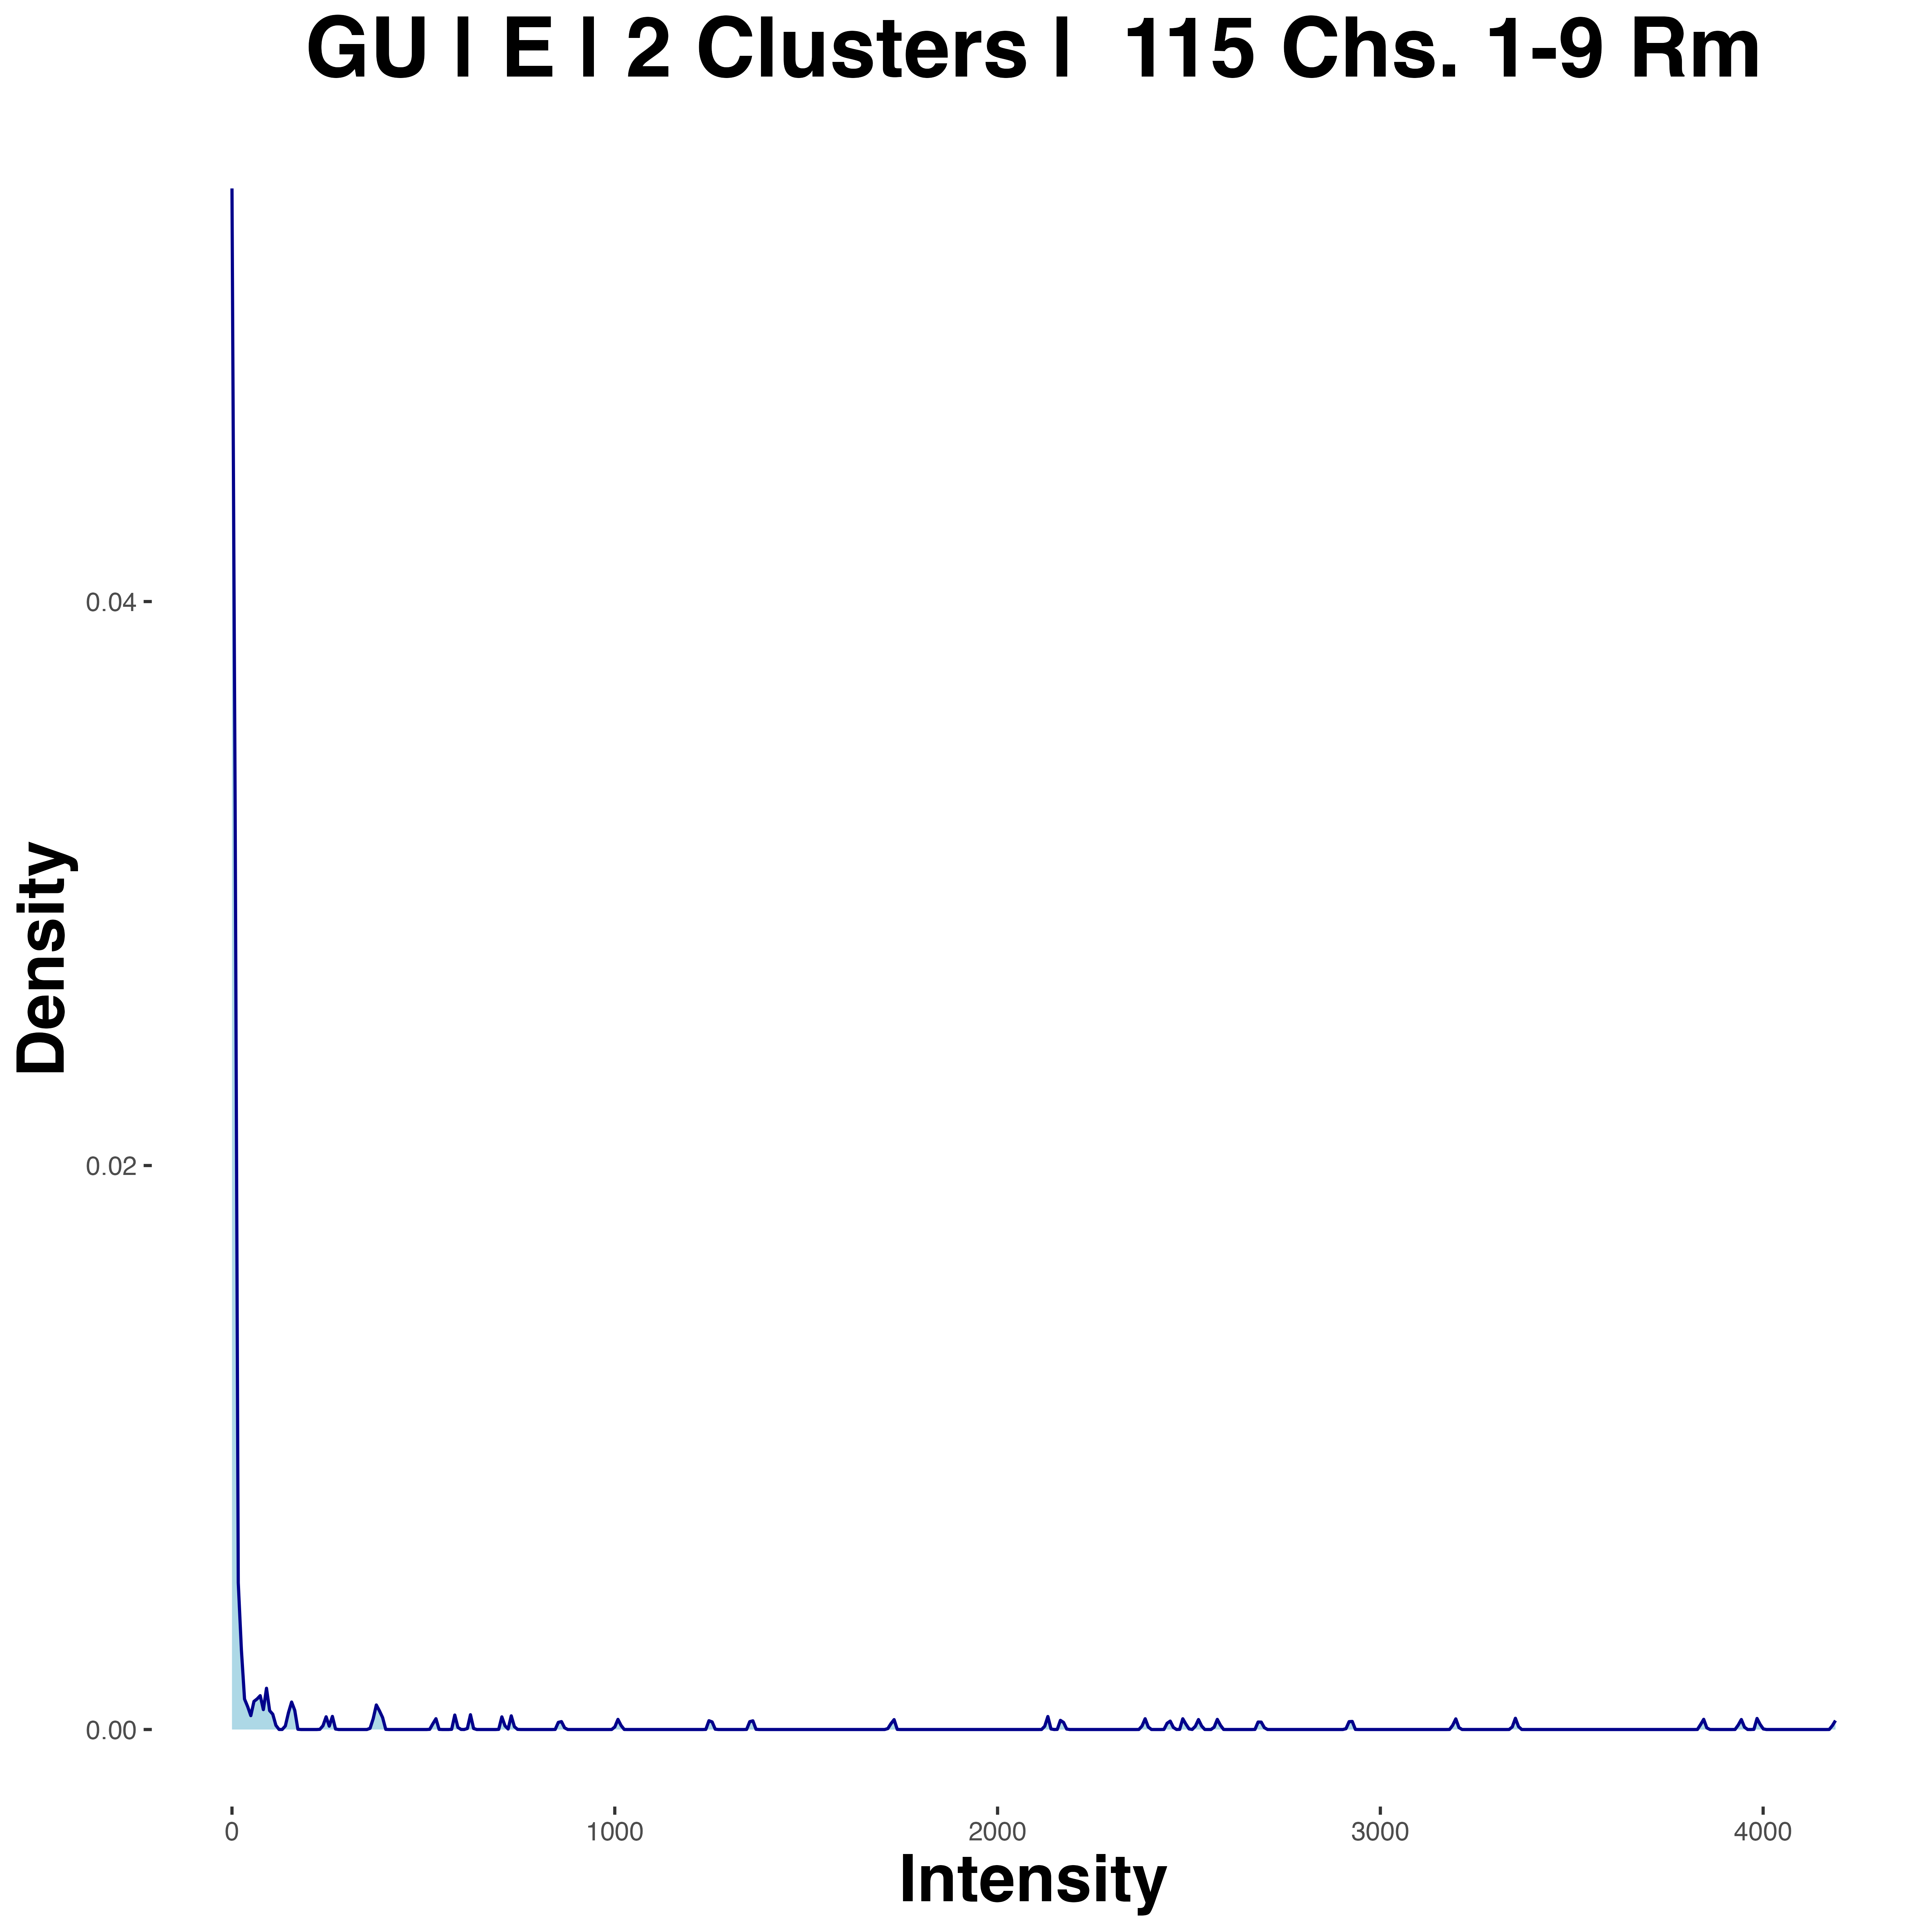 GU | E | 2 Clusters | 115 Chs. 1-9 Rm
Density
0.04
0.02
0.00
0 1000 2000 3000 4000
Intensity